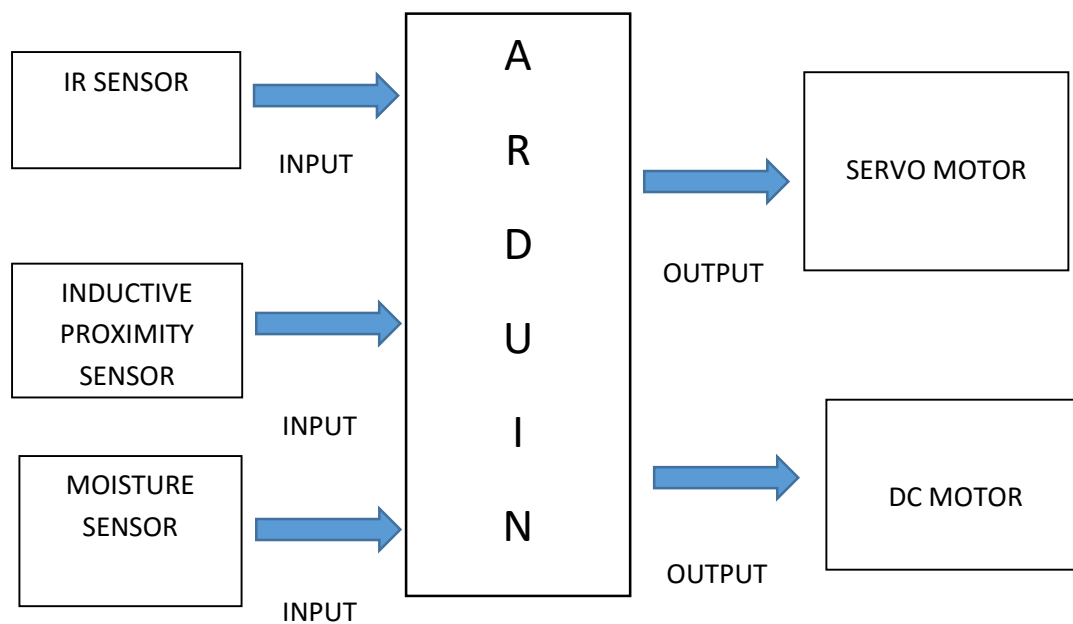 IR SENSOR
INPUT
INDUCTIVE
PROXIMITY
SENSOR
INPUT
MOISTURE
SENSOR
INPUT
A
R
D
U
I
N
SERVO MOTOR
OUTPUT
DC MOTOR
OUTPUT